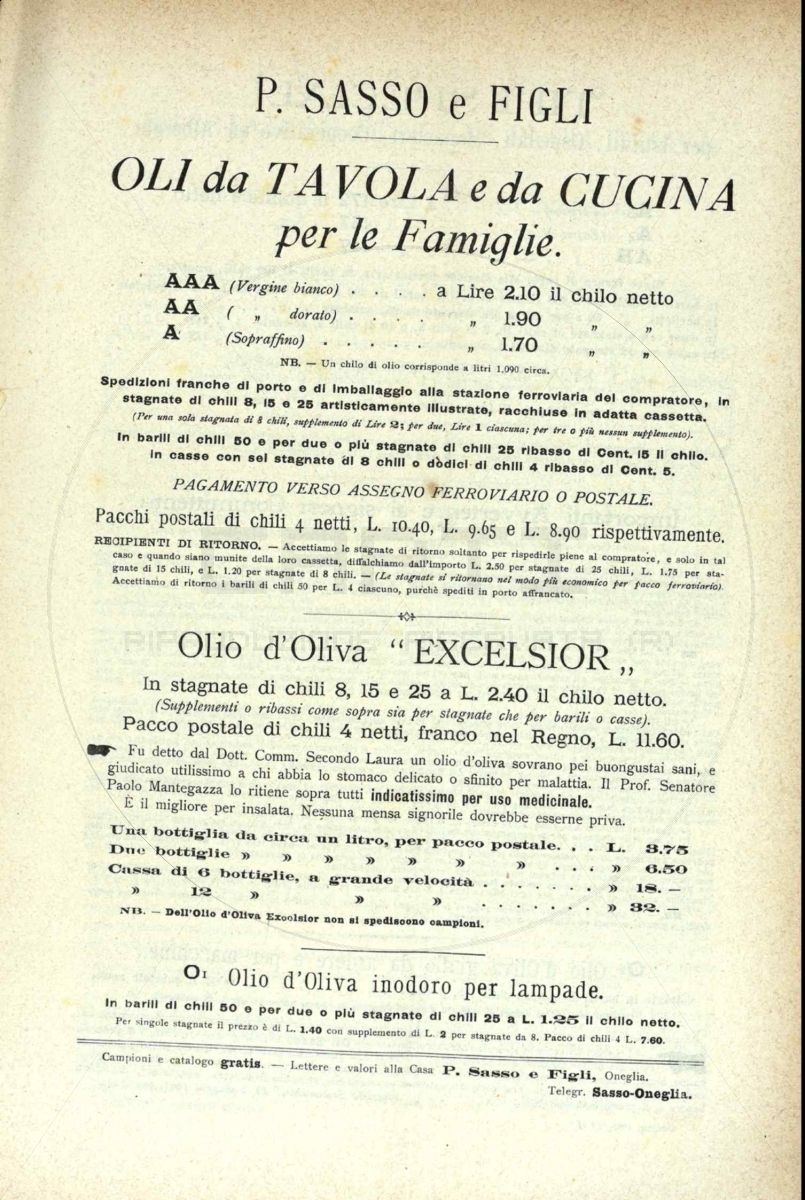 P. SASSO e FIGLI
OLI da TAVOLA e da CUCINA
per le Famiglie.
AAA (Vergine bianco) . . . . a Lire 2.10 il chilo netto
AA ( „ dorato) . . . . „ 1.90 „ „
A (Sopraffino) . . . . . „ 1.70 „ „
NB. — Un chilo di olio corrisponde a litri 1,090 circa.
Spedizioni franche di porto e di imballaggio alla stazione ferroviaria del compratore, in
stagnate di chili 8, 15 e 25 artisticamente illustrate, racchiuse in adatta cassetta.
(Per una sola stagnata di 8 chili, supplemento di Lire 2; per due, Lire 1 ciascuna; per tre o più nessun supplemento).
In barili di chili 50 e per due o più stagnate di chili 25 ribasso di Cent. 15 il chilo.
In casse con sei stagnate di 8 chili o dòdici di chili 4 ribasso di Cent. 5.
PAGAMENTO VERSO ASSEGNO FERROVIARIO O POSTALE.
Pacchi postali di chili 4 netti, L. 10.40, L. 9.65 e L. 8.90 rispettivamente.
RECIPIENTI DI RITORNO. — Accettiamo le stagnate di ritorno soltanto per rispedirle piene al compratore, e solo in tal
caso e quando siano munite della loro cassetta, diffalchiamo dall'importo L. 2.50 per stagnate di 25 chili, L. 1.75 per sta-
gnate di 15 chili, e L. 1.20 per stagnate di 8 chili. — (Le stagnate si ritornano nel modo più economico per pacco ferroviario).
Accettiamo di ritorno i barili di chili 50 per L. 4 ciascuno, purchè spediti in porto affrancato.
Olio d'Oliva “ EXCELSIOR „
In stagnate di chili 8, 15 e 25 a L. 2.40 il chilo netto.
(Supplementi o ribassi come sopra sia per stagnate che per barili o casse).
Pacco postale di chili 4 netti, franco nel Regno, L. 11.60.
Fu detto dal Dott. Comm. Secondo Laura un olio d'oliva sovrano pei buongustai sani, e
giudicato utilissimo a chi abbia lo stomaco delicato o sfinito per malattia. Il Prof. Senatore
Paolo Mantegazza lo ritiene sopra tutti indicatissimo per uso medicinale.
È il migliore per insalata. Nessuna mensa signorile dovrebbe esserne priva.
Una bottiglia da circa un litro, per pacco postale. . . L. 3.75
Due bottiglie » » » » » » . . . » 6.50
Cassa di 6 bottiglie, a grande velocità . . . . . . . » 18. —
» 12 » » » . . . . . . . » 32. —
NB. — Dell'Olio d'Oliva Excelsior non si spediscono campioni.
O1 Olio d'Oliva inodoro per lampade.
In barili di chili 50 e per due o più stagnate di chili 25 a L. 1.25 il chilo netto.
Per singole stagnate il prezzo è di L. 1.40 con supplemento di L. 2 per stagnate da 8. Pacco di chili 4 L. 7.60.
Campioni e catalogo gratis. — Lettere e valori alla Casa P. Sasso e Figli, Oneglia.
Telegr. Sasso-Oneglia.